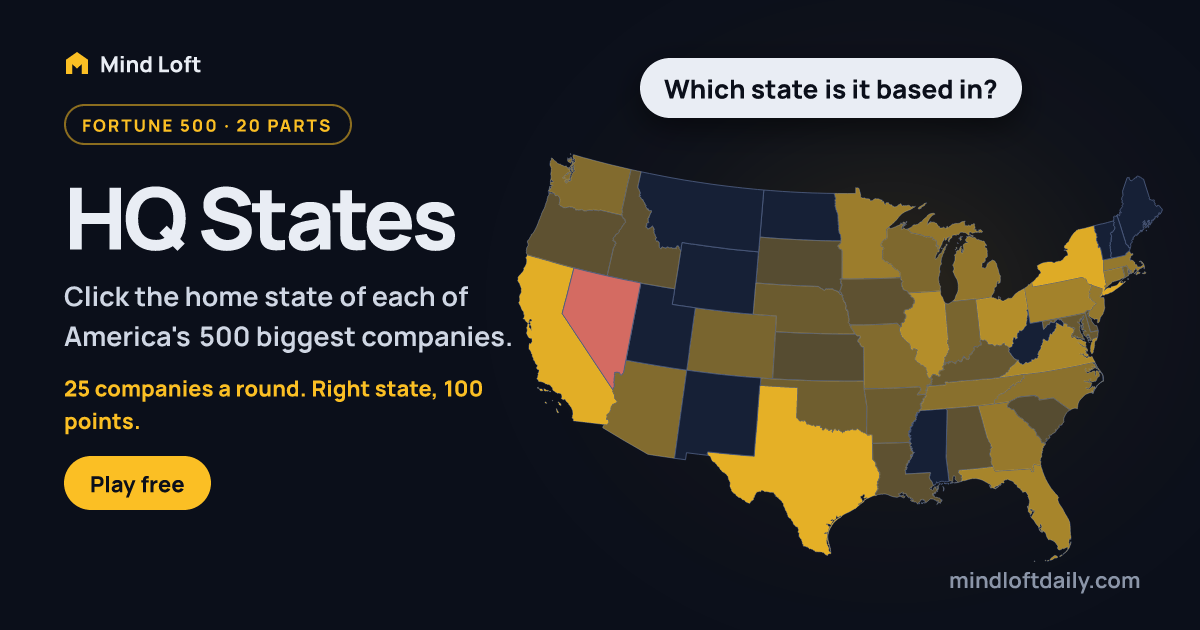 Mind Loft
FORTUNE 500 · 20 PARTS
HQ States
Click the home state of each of
America's 500 biggest companies.
25 companies a round. Right state, 100
points.
Play free
Which state is it based in?
mindloftdaily.com